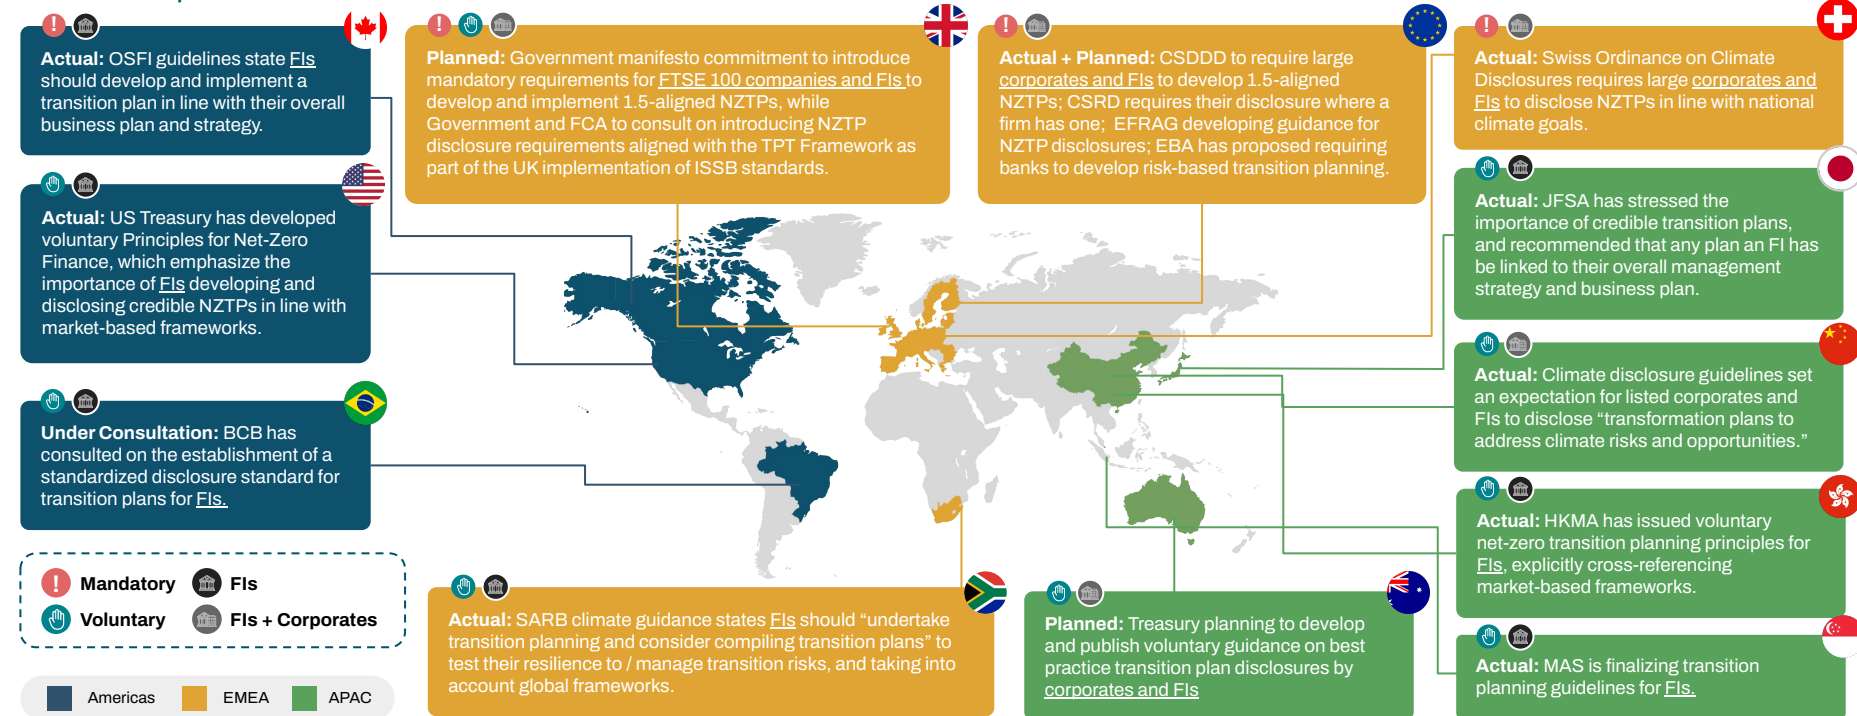 Actual: OSFI guidelines state FIs
should develop and implement a
transition plan in line with their overall
business plan and strategy.
Planned: Government manifesto commitment to introduce
mandatory requirements for FTSE 100 companies and FIs to
develop and implement 1.5-aligned NZTPs, while
Government and FCA to consult on introducing NZTP
disclosure requirements aligned with the TPT Framework as
part of the UK implementation of ISSB standards.
Actual + Planned: CSDDD to require large
corporates and FIs to develop 1.5-aligned
NZTPs; CSRD requires their disclosure where a
firm has one; EFRAG developing guidance for
NZTP disclosures; EBA has proposed requiring
banks to develop risk-based transition planning.
Actual: Swiss Ordinance on Climate
Disclosures requires large corporates and
FIs to disclose NZTPs in line with national
climate goals.
Actual: US Treasury has developed
voluntary Principles for Net-Zero
Finance, which emphasize the
importance of FIs developing and
disclosing credible NZTPs in line with
market-based frameworks.
Actual: JFSA has stressed the
importance of credible transition plans,
and recommended that any plan an FI has
be linked to their overall management
strategy and business plan.
Actual: Climate disclosure guidelines set
an expectation for listed corporates and
FIs to disclose “transformation plans to
address climate risks and opportunities.”
Under Consultation: BCB has
consulted on the establishment of a
standardized disclosure standard for
transition plans for FIs.
Actual: HKMA has issued voluntary
net-zero transition planning principles for
FIs, explicitly cross-referencing
market-based frameworks.
! Mandatory FIs
Voluntary FIs + Corporates
Actual: SARB climate guidance states FIs should “undertake
transition planning and consider compiling transition plans” to
test their resilience to / manage transition risks, and taking into
account global frameworks.
Planned: Treasury planning to develop
and publish voluntary guidance on best
practice transition plan disclosures by
corporates and FIs
Actual: MAS is finalizing transition
planning guidelines for FIs.
Americas EMEA APAC